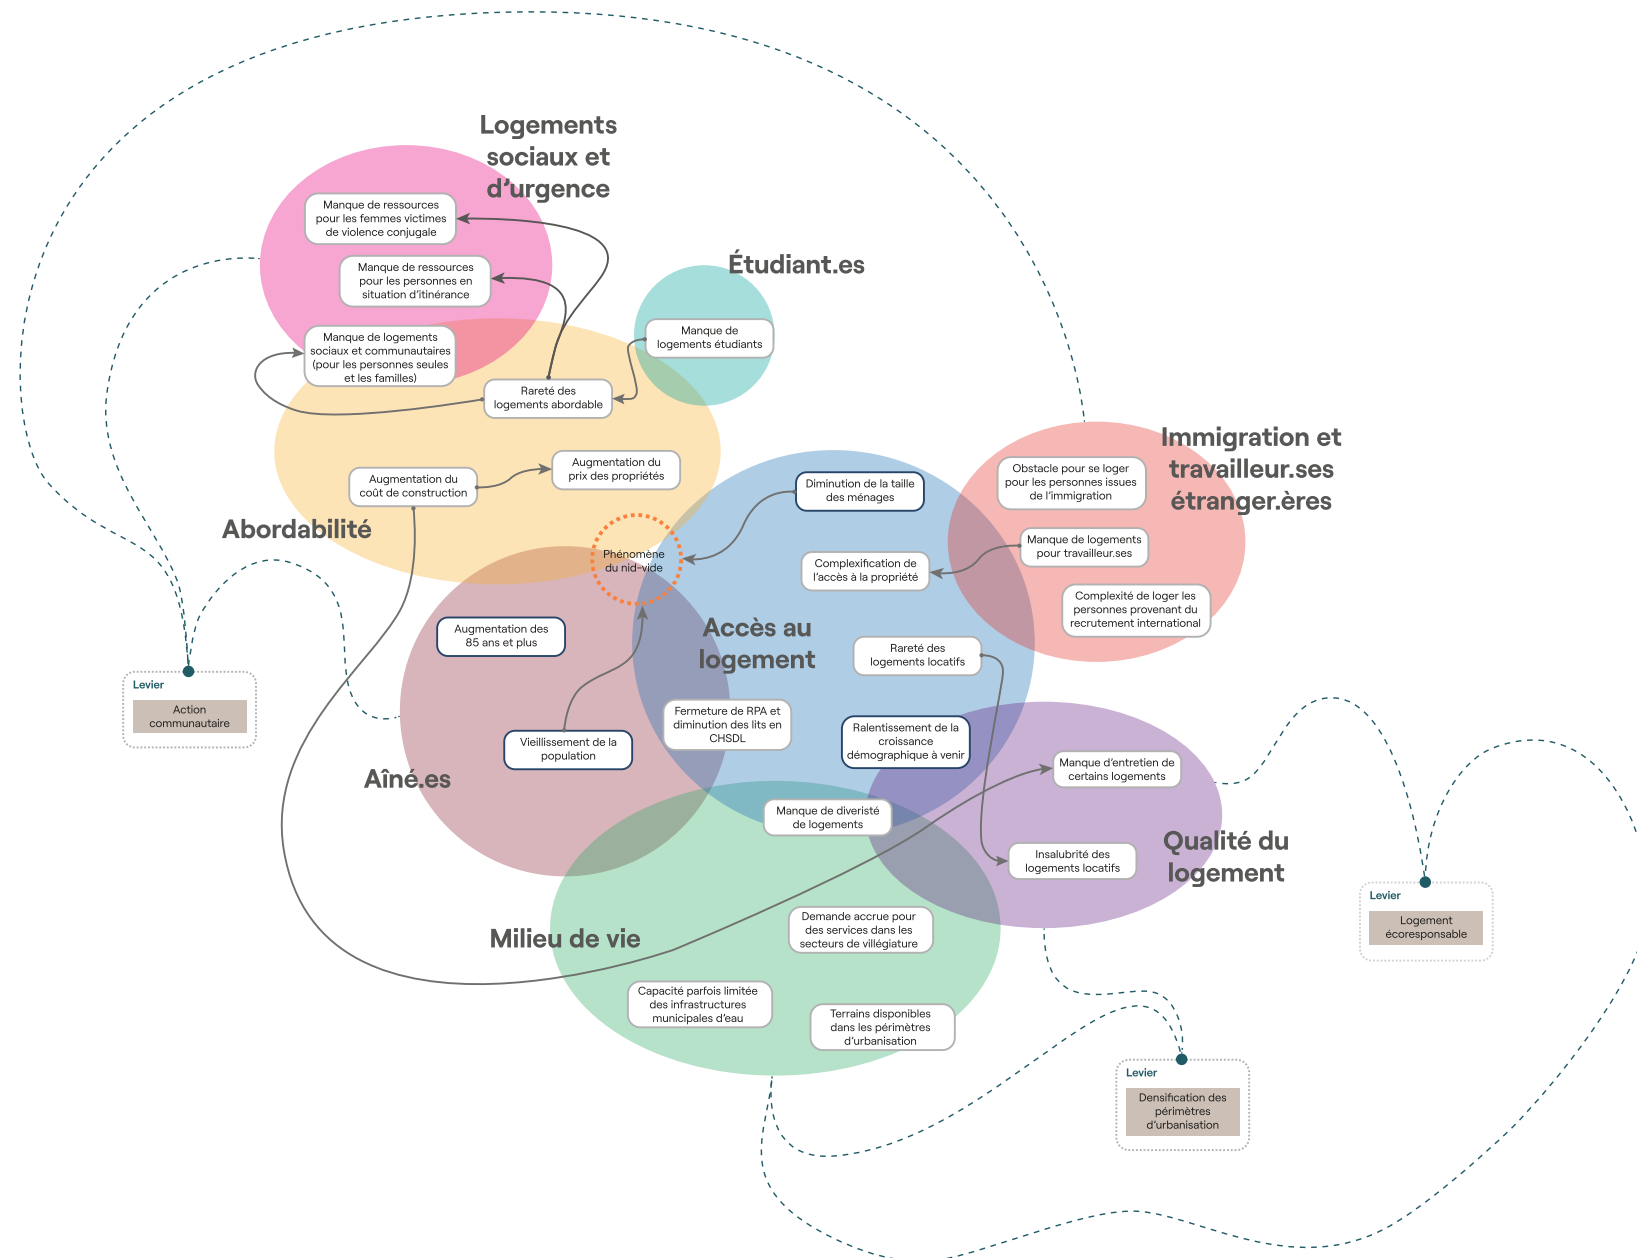 Logements
sociaux et
d'urgence
Manque de ressources
pour les femmes victimes
de violence conjugale
Manque de ressources
pour les personnes en
situation d'itinérance
Manque de logements
sociaux et communautaires
(pour les personnes seules
et les familles)
Étudiant.es
Manque de
logements étudiants
Rareté des
logements abordable
Augmentation du
prix des propriétés
Augmentation du
coût de construction
Abordabilité
Immigration et
travailleur.ses
étranger.ères
Obstacle pour se loger
pour les personnes issues
de l'immigration
Manque de logements
pour travailleur.ses
Complexité de loger les
personnes provenant du
recrutement international
Diminution de la taille
des ménages
Phénomène
du nid-vide
Complexification de
l'accès à la propriété
Accès au
logement
Rareté des
logements locatifs
Augmentation des
85 ans et plus
Fermeture de RPA et
diminution des lits en
CHSDL
Ralentissement de la
croissance
démographique à venir
Vieillissement de la
population
Aîné.es
Levier
Action
communautaire
Manque d'entretien de
certains logements
Manque de diveristé
de logements
Qualité du
logement
Insalubrité des
logements locatifs
Levier
Logement
écoresponsable
Milieu de vie
Demande accrue pour
des services dans les
secteurs de villégiature
Capacité parfois limitée
des infrastructures
municipales d'eau
Terrains disponibles
dans les périmètres
d'urbanisation
Levier
Densification des
périmètres
d'urbanisation